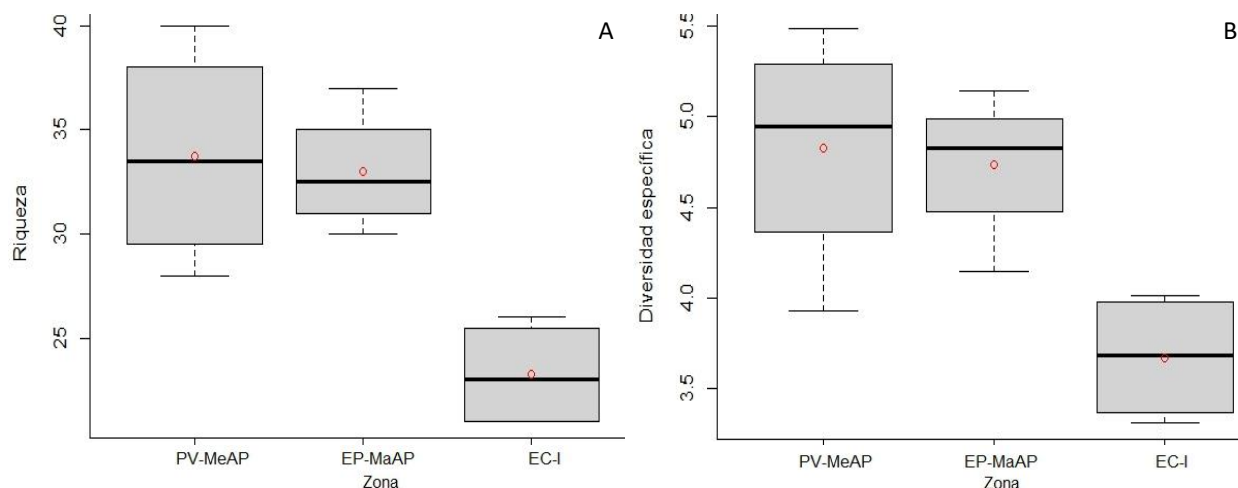 A
Riqueza
40
35
30
25
PV-MeAP
EP-MaAP
EC-I
Zona
B
Diversidad específica
5.5
5.0
4.5
4.0
3.5
PV-MeAP
EP-MaAP
EC-I
Zona